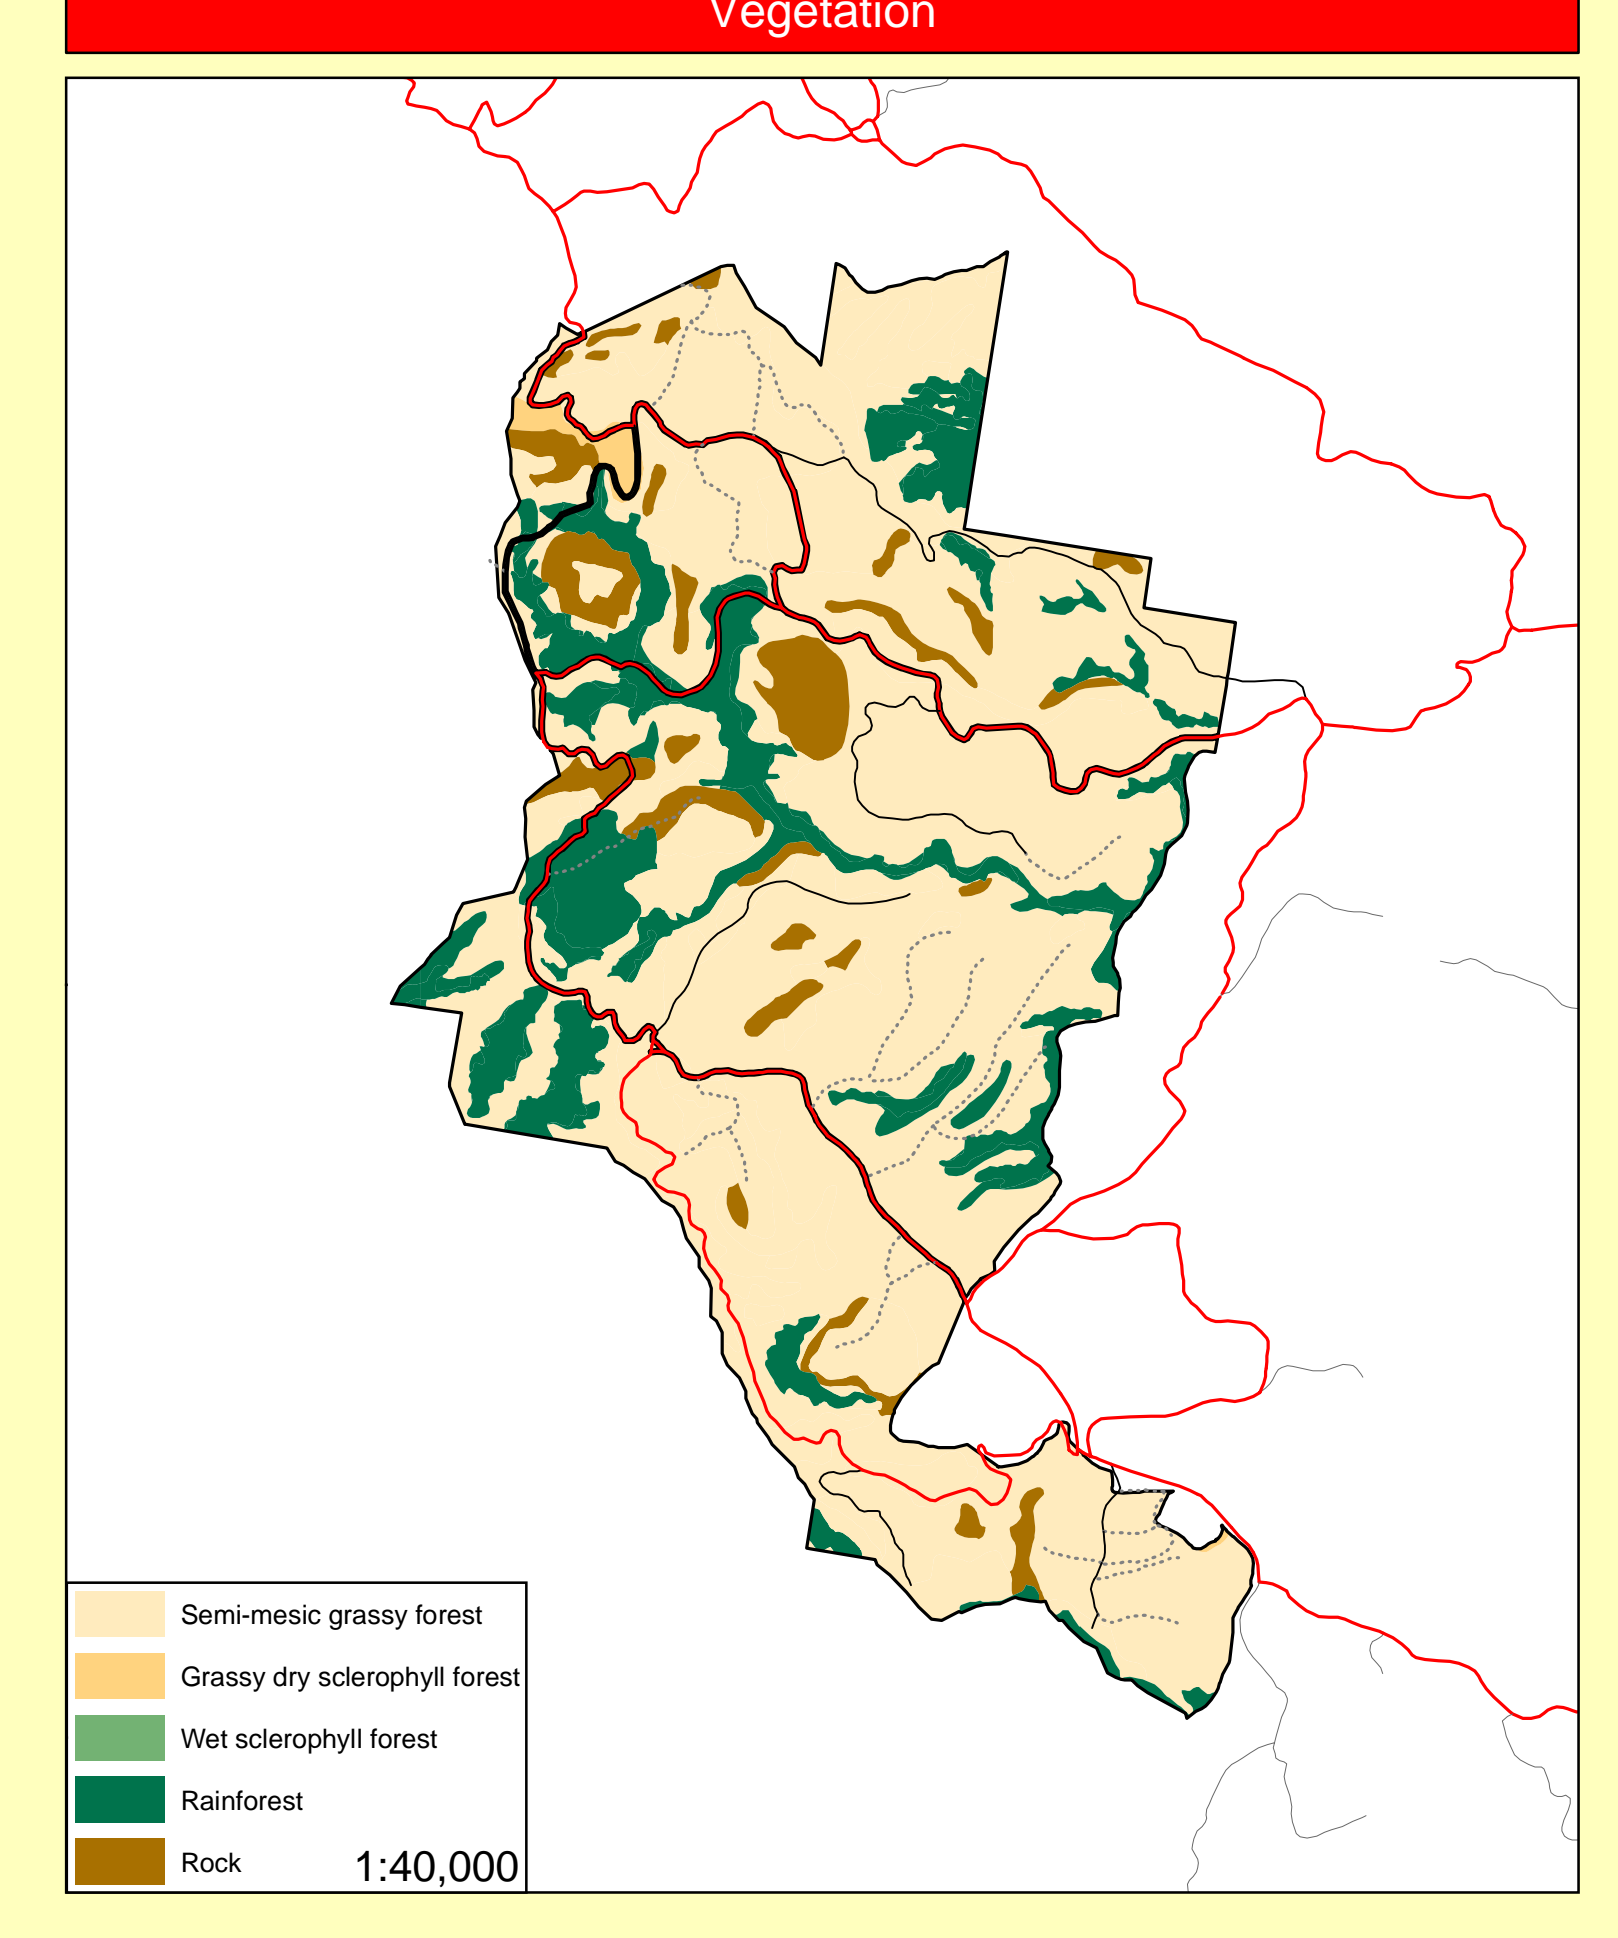 Vegetation
Semi-mesic grassy forest
Grassy dry sclerophyll forest
Wet sclerophyll forest
Rainforest
Rock
1:40,000